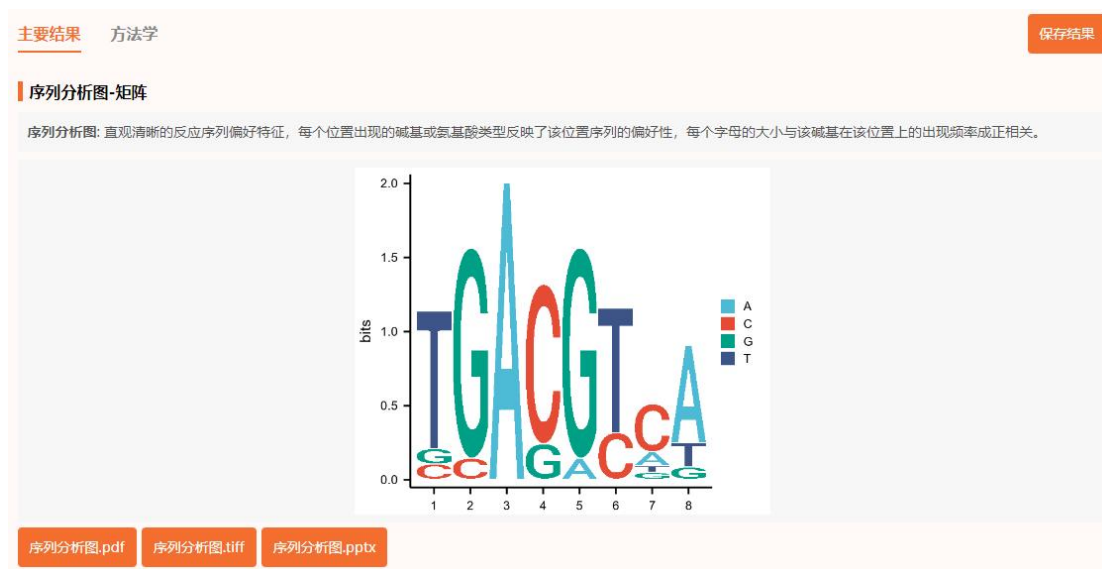 主要结果 方法学 保存结果
序列分析图-矩阵
序列分析图: 直观清晰的反应序列偏好特征，每个位置出现的碱基或氨基酸类型反映了该位置序列的偏好性，每个字母的大小与该碱基在该位置上的出现频率成正相关。
2.0
1.5
1.0
0.5
0.0
bits
T G A C G T C A
G C G A C A T
C T G
G
1 2 3 4 5 6 7 8
A
C
G
T
序列分析图.pdf 序列分析图.tiff 序列分析图.pptx